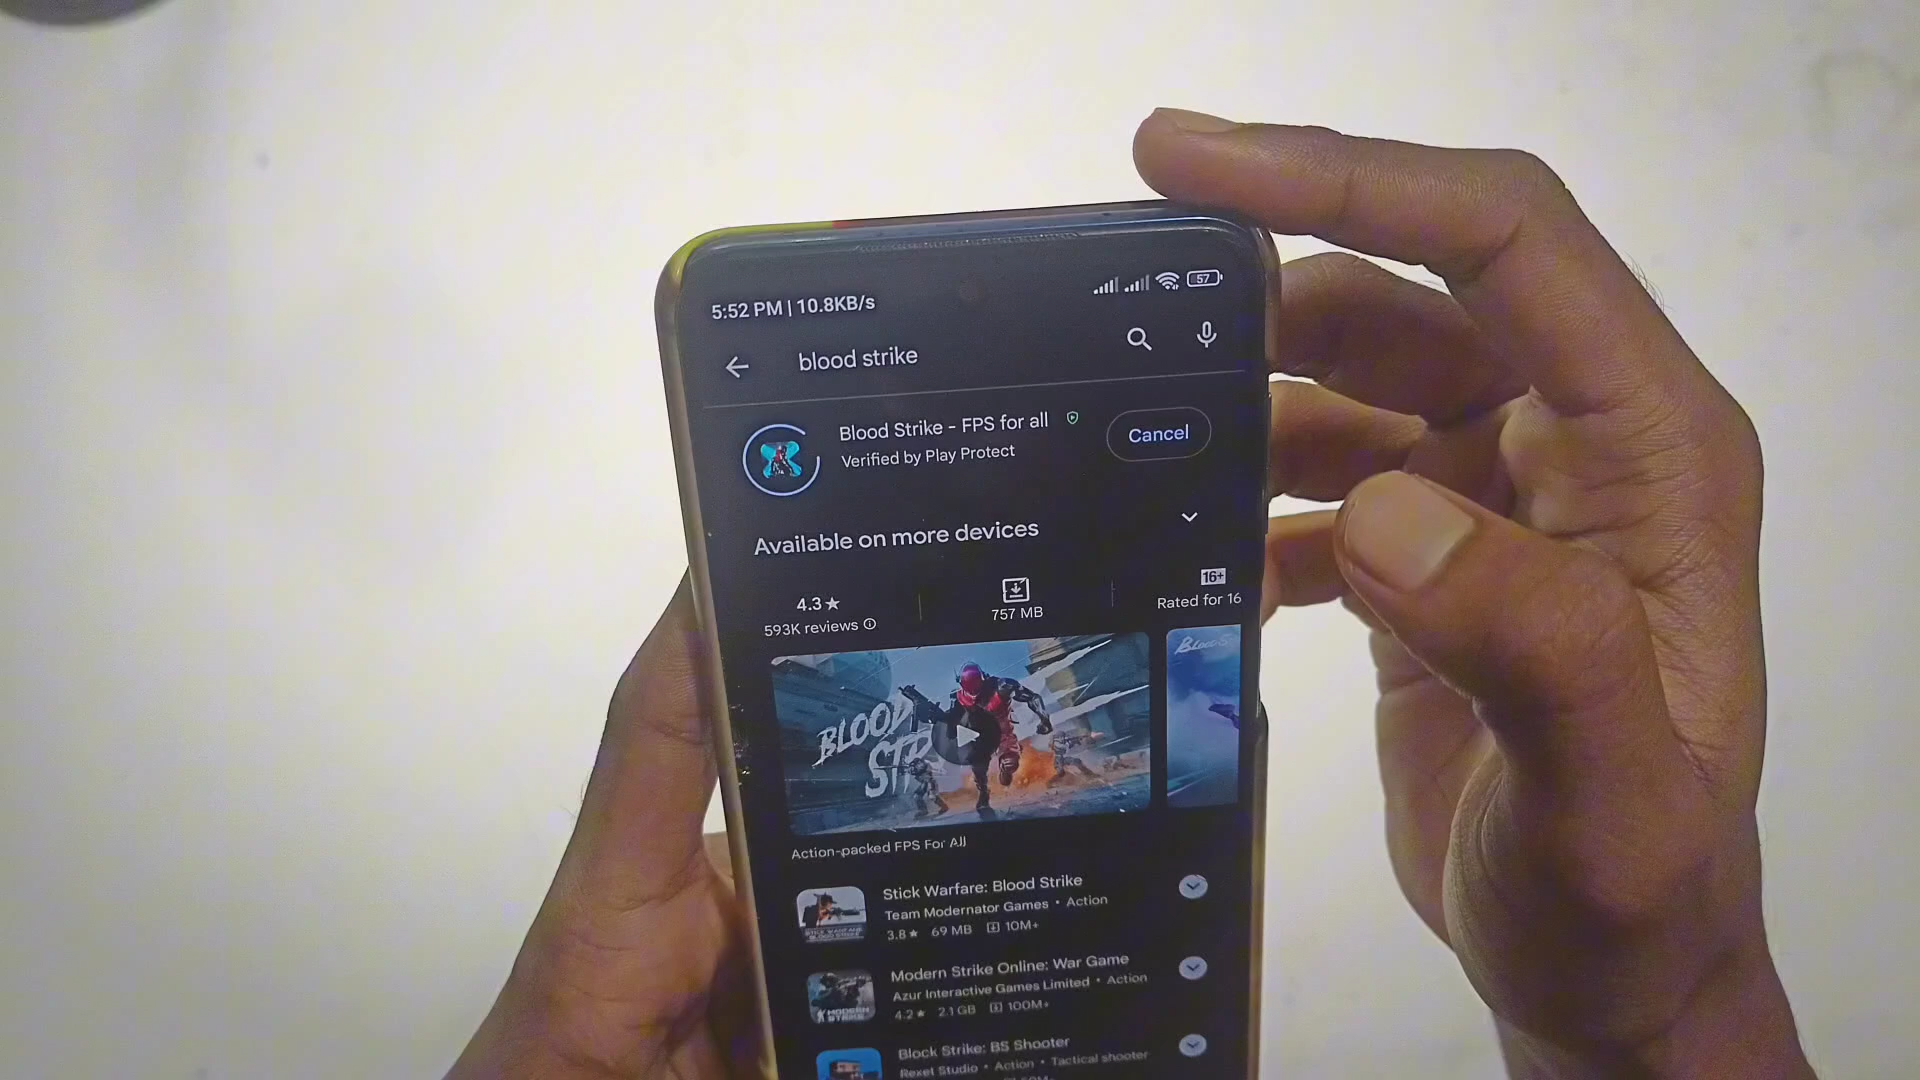 5:52 PM | 10.8KB/s
57
blood strike
Blood Strike - FPS for all
Verified by Play Protect
Cancel
Available on more devices
4.3★
593K reviews
757 MB
16+
Rated for 16
BLOOD
STR
Action-packed FPS For All
Stick Warfare: Blood Strike
Team Modernator Games • Action
3.8★ 69 MB 10M+
Modern Strike Online: War Game
Azur Interactive Games Limited • Action
4.2★ 2.1 GB 100M+
Block Strike: BS Shooter
Rexet Studio • Action • Tactical shooter